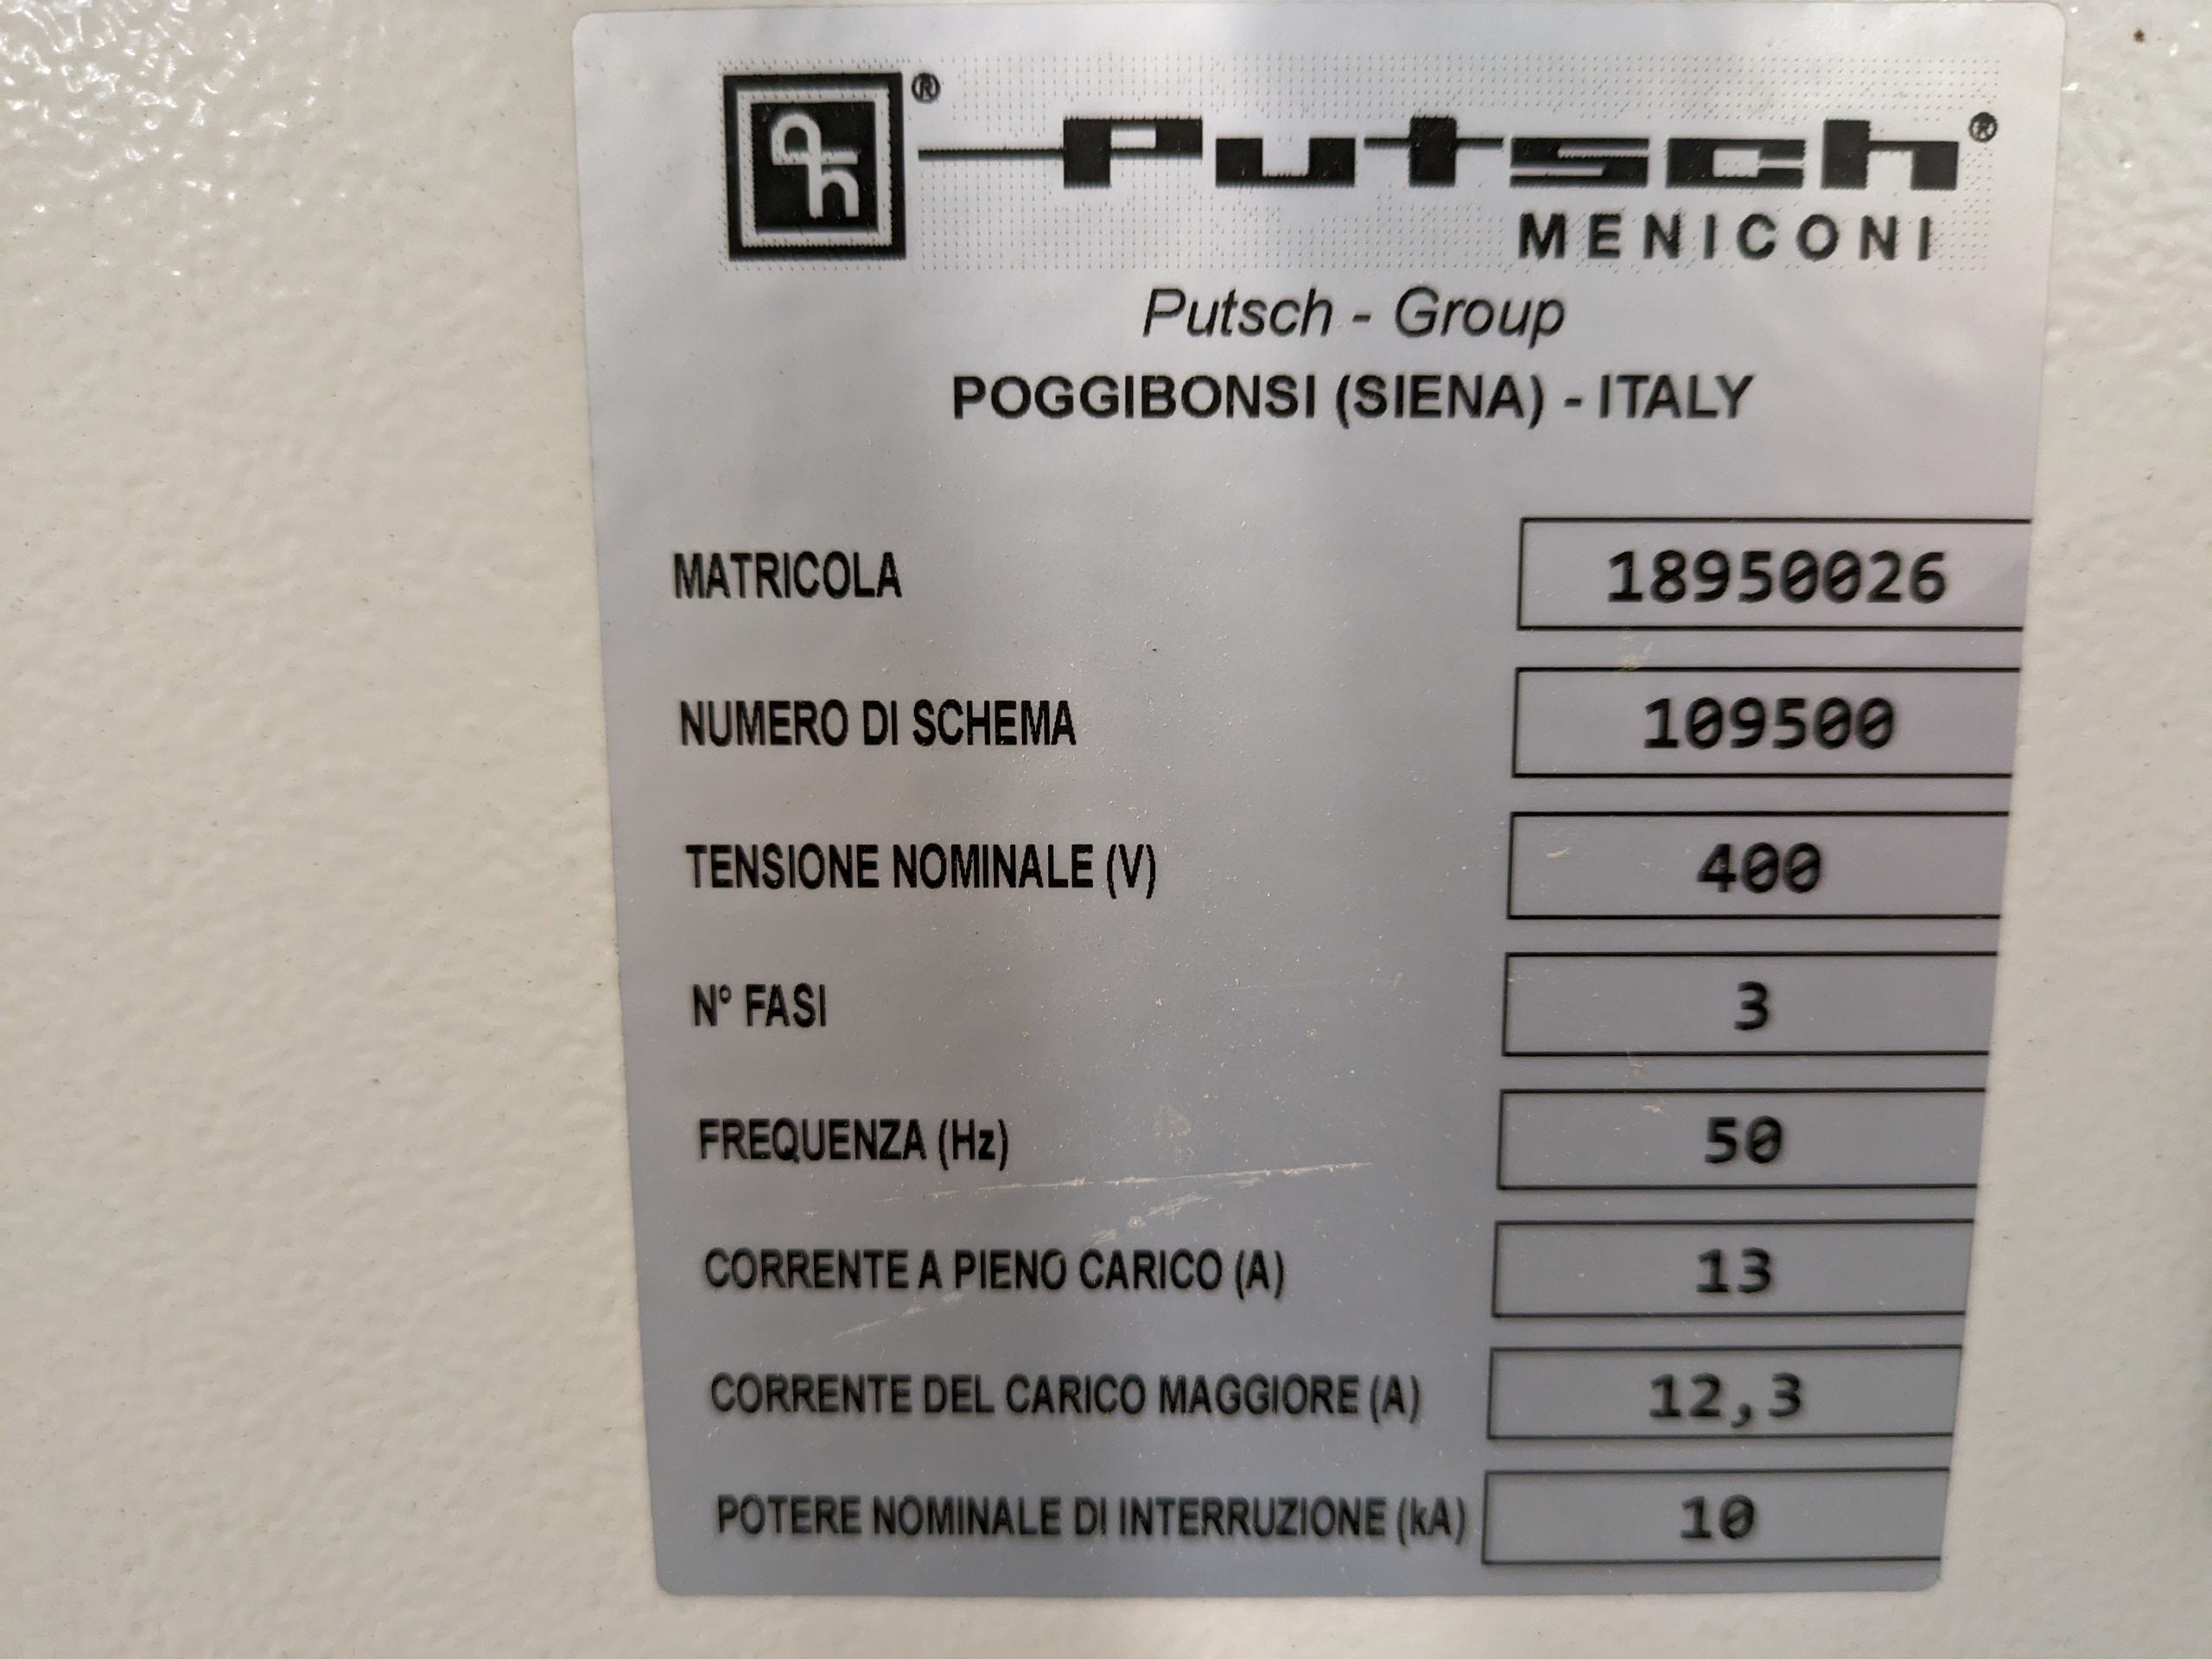 ph® Putsch®
MENICONI
Putsch - Group
POGGIBONSI (SIENA) - ITALY
MATRICOLA 18950026
NUMERO DI SCHEMA 109500
TENSIONE NOMINALE (V) 400
N° FASI 3
FREQUENZA (Hz) 50
CORRENTE A PIENO CARICO (A) 13
CORRENTE DEL CARICO MAGGIORE (A) 12,3
POTERE NOMINALE DI INTERRUZIONE (kA) 10